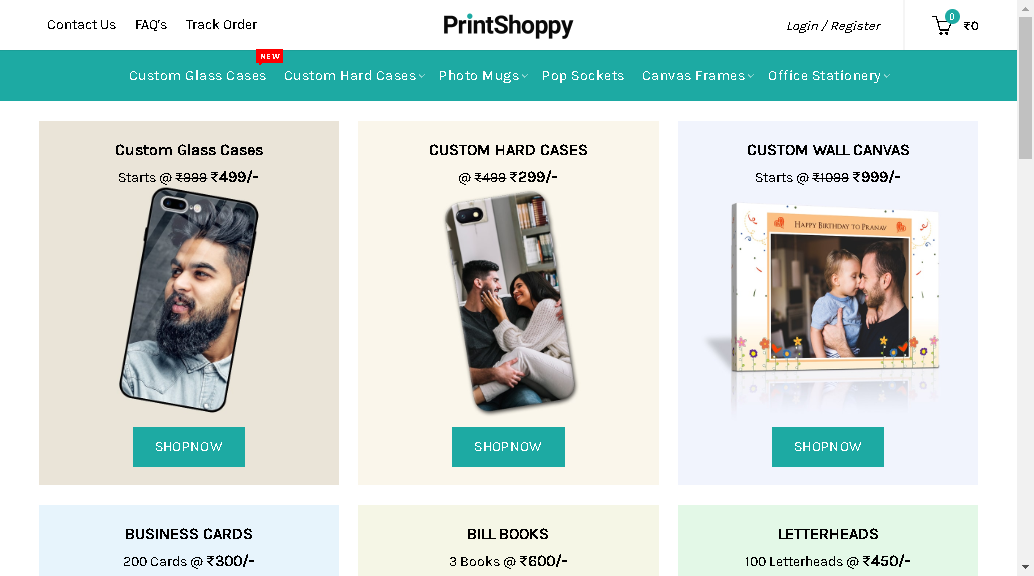 Contact Us FAQ's Track Order
PrintShoppy
Login / Register
0
₹0
NEW
Custom Glass Cases Custom Hard Cases Photo Mugs Pop Sockets Canvas Frames Office Stationery
Custom Glass Cases
Starts @ ₹999 ₹499/-
SHOPNOW
CUSTOM HARD CASES
@ ₹499 ₹299/-
SHOPNOW
CUSTOM WALL CANVAS
Starts @ ₹1099 ₹999/-
HAPPY BIRTHDAY TO PRANAV
SHOPNOW
BUSINESS CARDS
200 Cards @ ₹300/-
BILL BOOKS
3 Books @ ₹600/-
LETTERHEADS
100 Letterheads @ ₹450/-